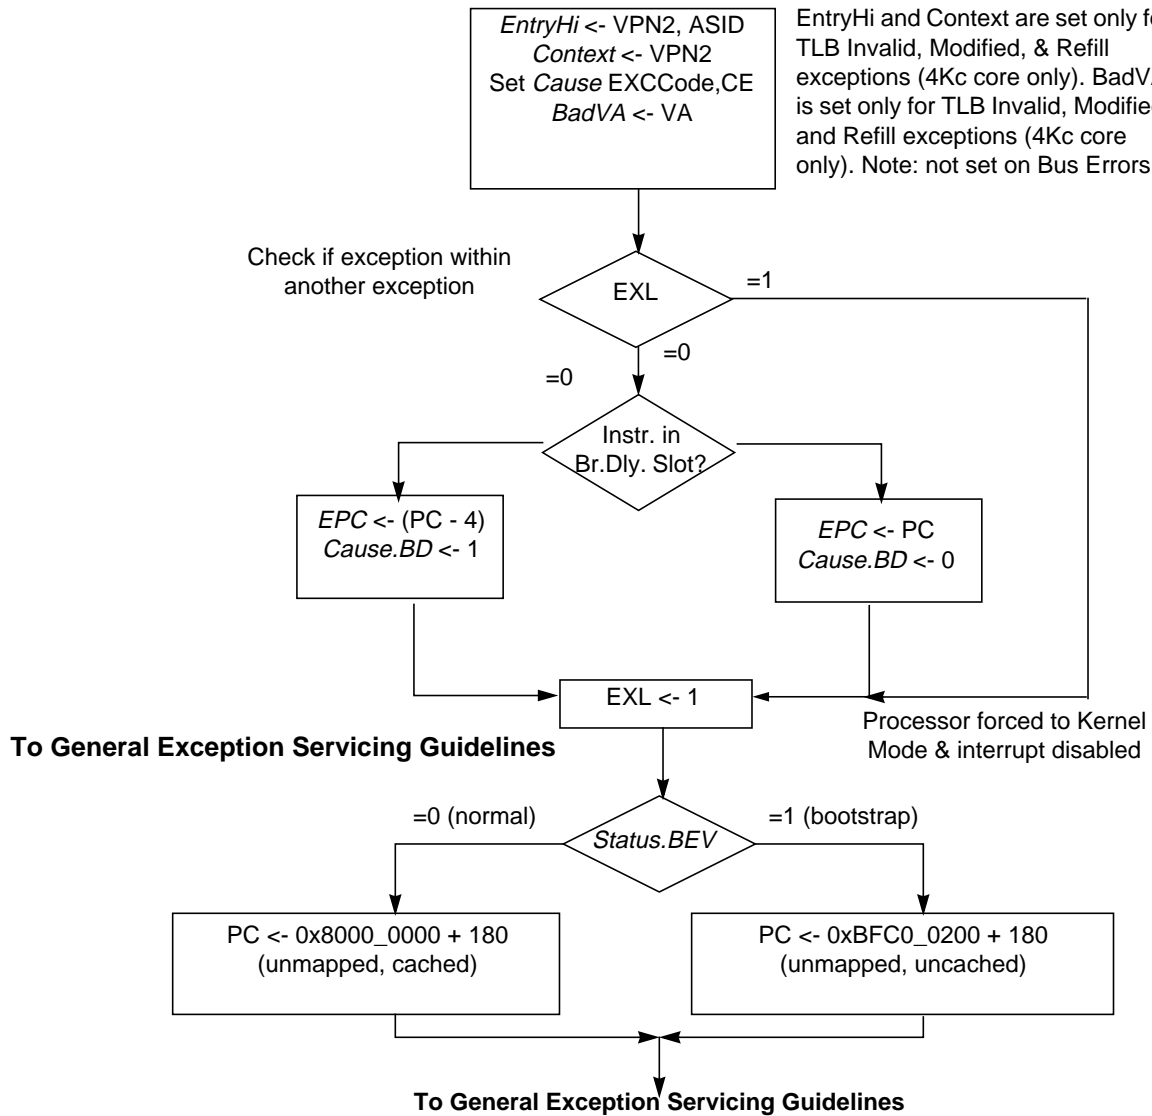 EntryHi <- VPN2, ASID
Context <- VPN2
Set Cause EXCCode,CE
BadVA <- VA
EntryHi and Context are set only
TLB Invalid, Modified, & Refill
exceptions (4Kc core only).
is set only for TLB Invalid,
and Refill exceptions (4Kc core
only). Note: not set on Bus Errors
Check if exception within
another exception
EXL
=1
=0
=0
Instr. in
Br.Dly. Slot?
EPC <- (PC - 4)
Cause.BD <- 1
EPC <- PC
Cause.BD <- 0
EXL <- 1
Processor forced to Kernel
Mode & interrupt disabled
To General Exception Servicing Guidelines
=0 (normal)
=1 (bootstrap)
Status.BEV
PC <- 0x8000_0000 + 180
(unmapped, cached)
PC <- 0xBFC0_0200 + 180
(unmapped, uncached)
To General Exception Servicing Guidelines